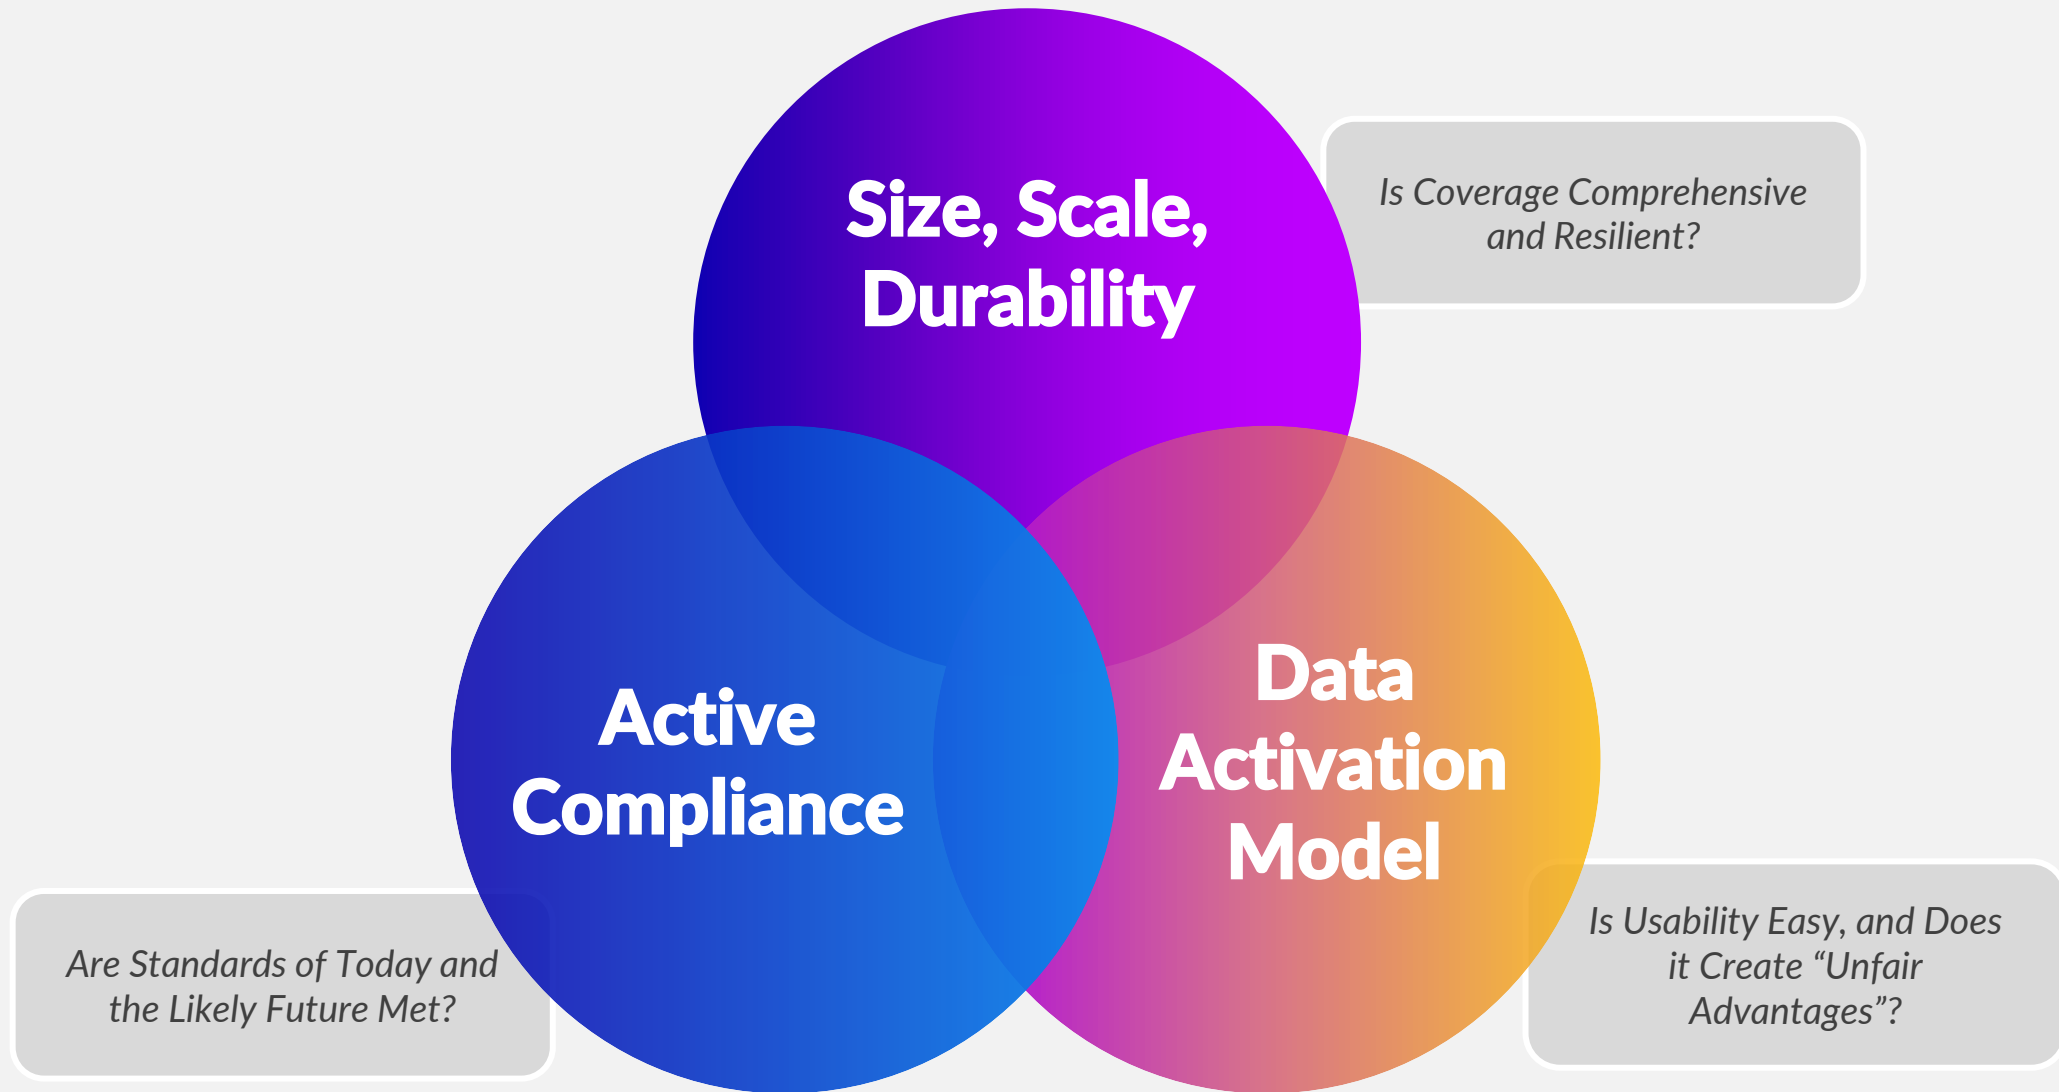 Size, Scale,
Durability
Is Coverage Comprehensive
and Resilient?
Active
Compliance
Are Standards of Today and
the Likely Future Met?
Data
Activation
Model
Is Usability Easy, and Does
it Create “Unfair
Advantages”?